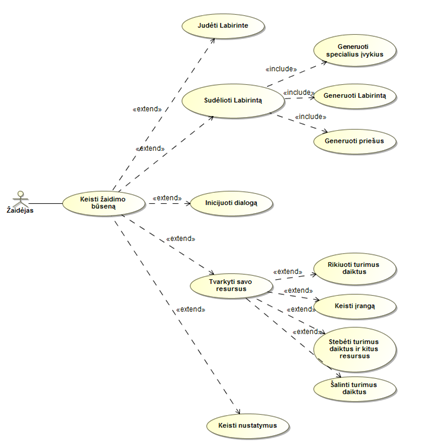 Judėti Labirinte
Generuoti
specialius įvykius
«include»
Sudėlioti Labirintą
«include»
Generuoti Labirintą
«extend»
«include»
Generuoti priešus
«extend»
Žaidėjas
Keisti žaidimo
būseną
«extend»
Inicijuoti dialogą
«extend»
Rikiuoti turimus
daiktus
«extend»
Tvarkyti savo
resursus
«extend»
Keisti įrangą
«extend»
«extend»
Stebėti turimus
daiktus ir kitus
resursus
«extend»
Šalinti turimus
daiktus
Keisti nustatymus